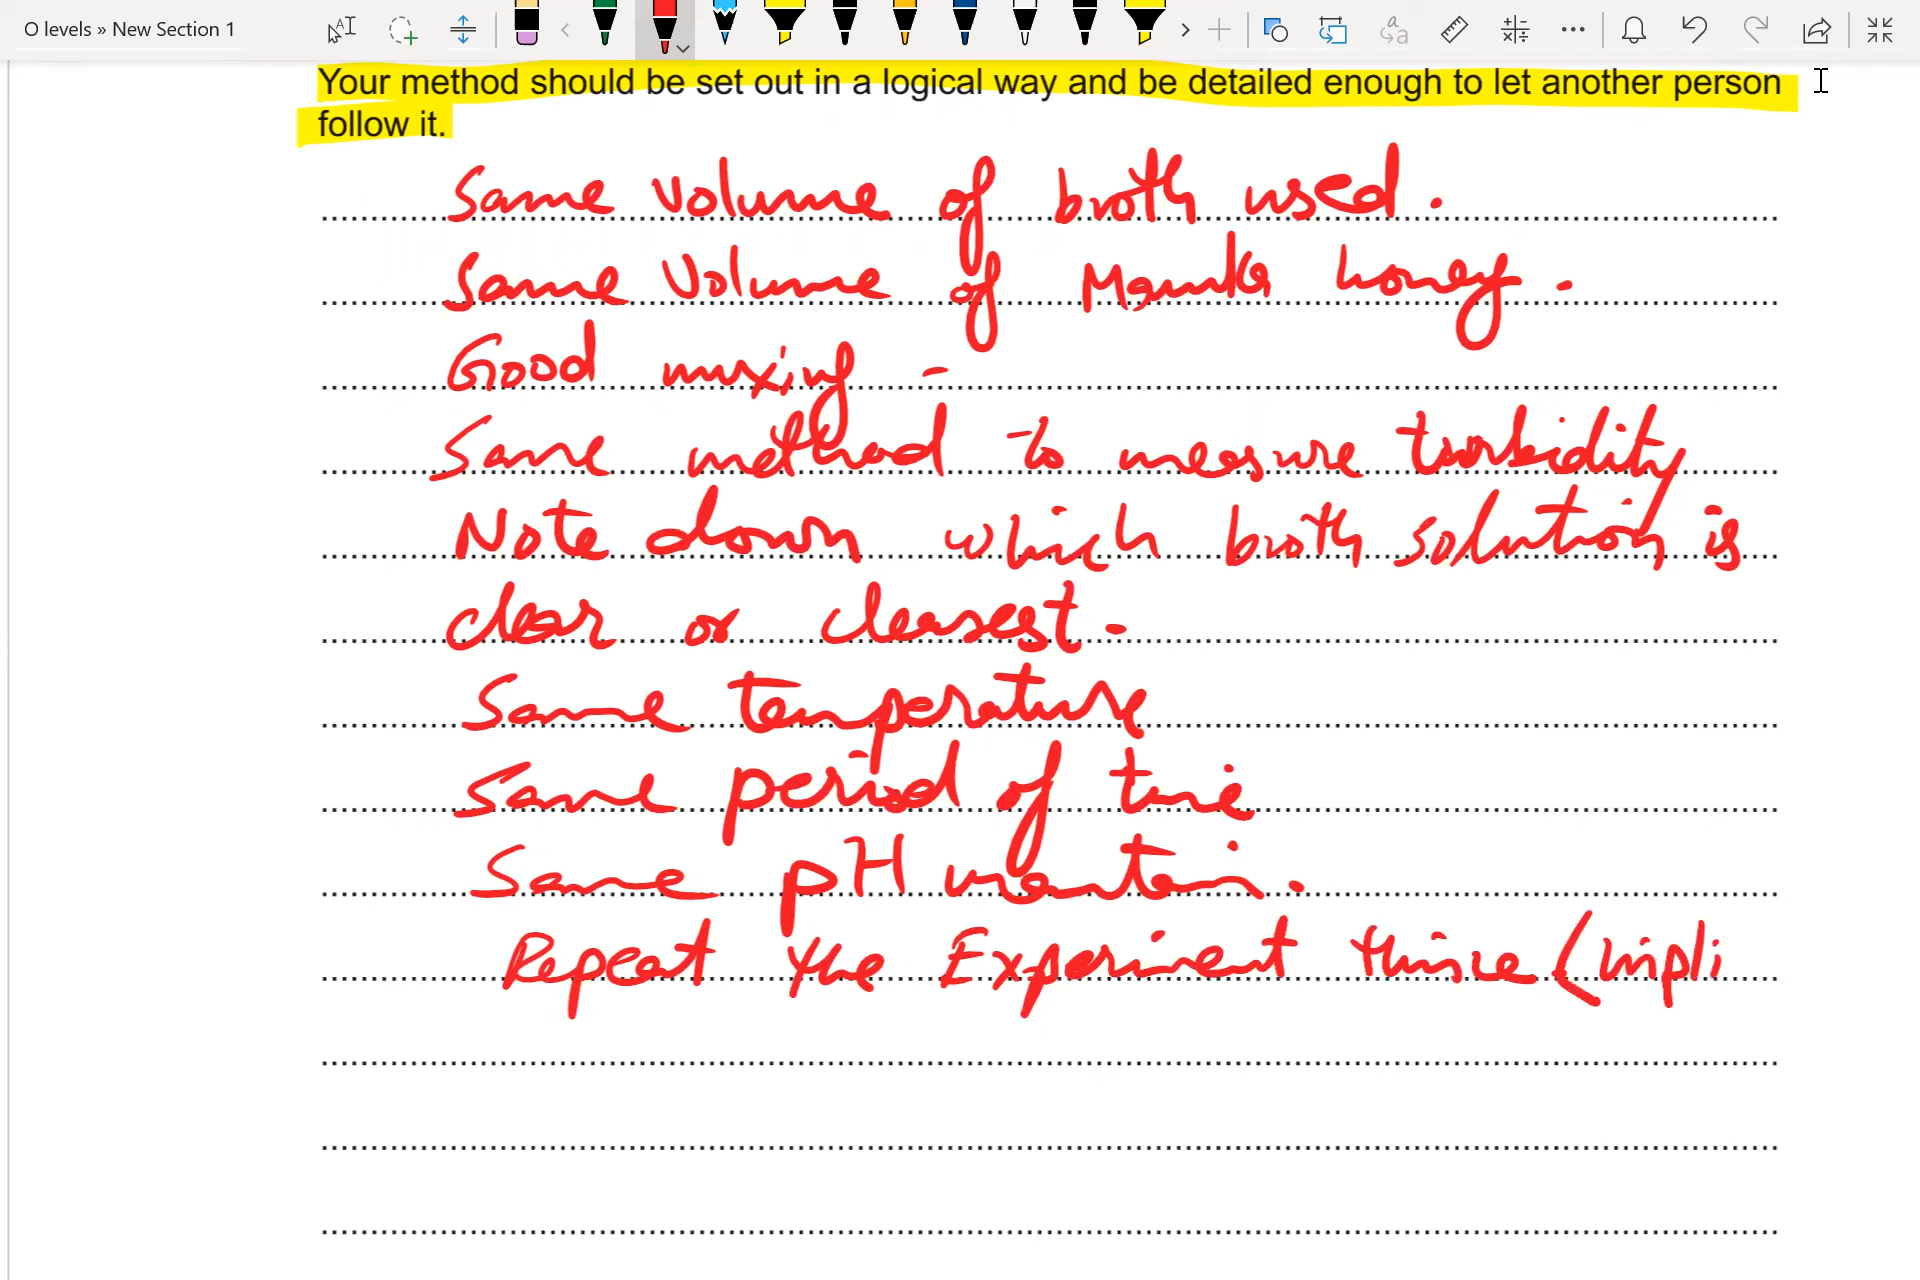 O levels » New Section 1
Your method should be set out in a logical way and be detailed enough to let another person
follow it.
Same volume of broth used.
Same Volume of Manuka honey.
Good mixing -
Same method to measure turbidity
Note down which broth solution is
clear or clearest.
Same temperature
Same period of time
Same pH maintain.
Repeat the Experiment thrice (impli